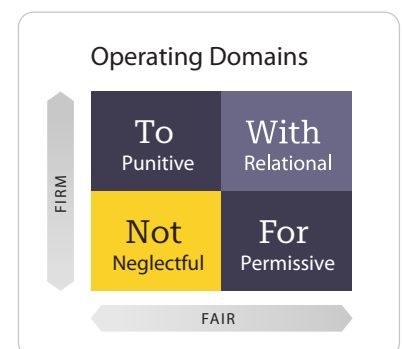 Operating Domains
FIRM
To
Punitive
With
Relational
Not
Neglectful
For
Permissive
FAIR